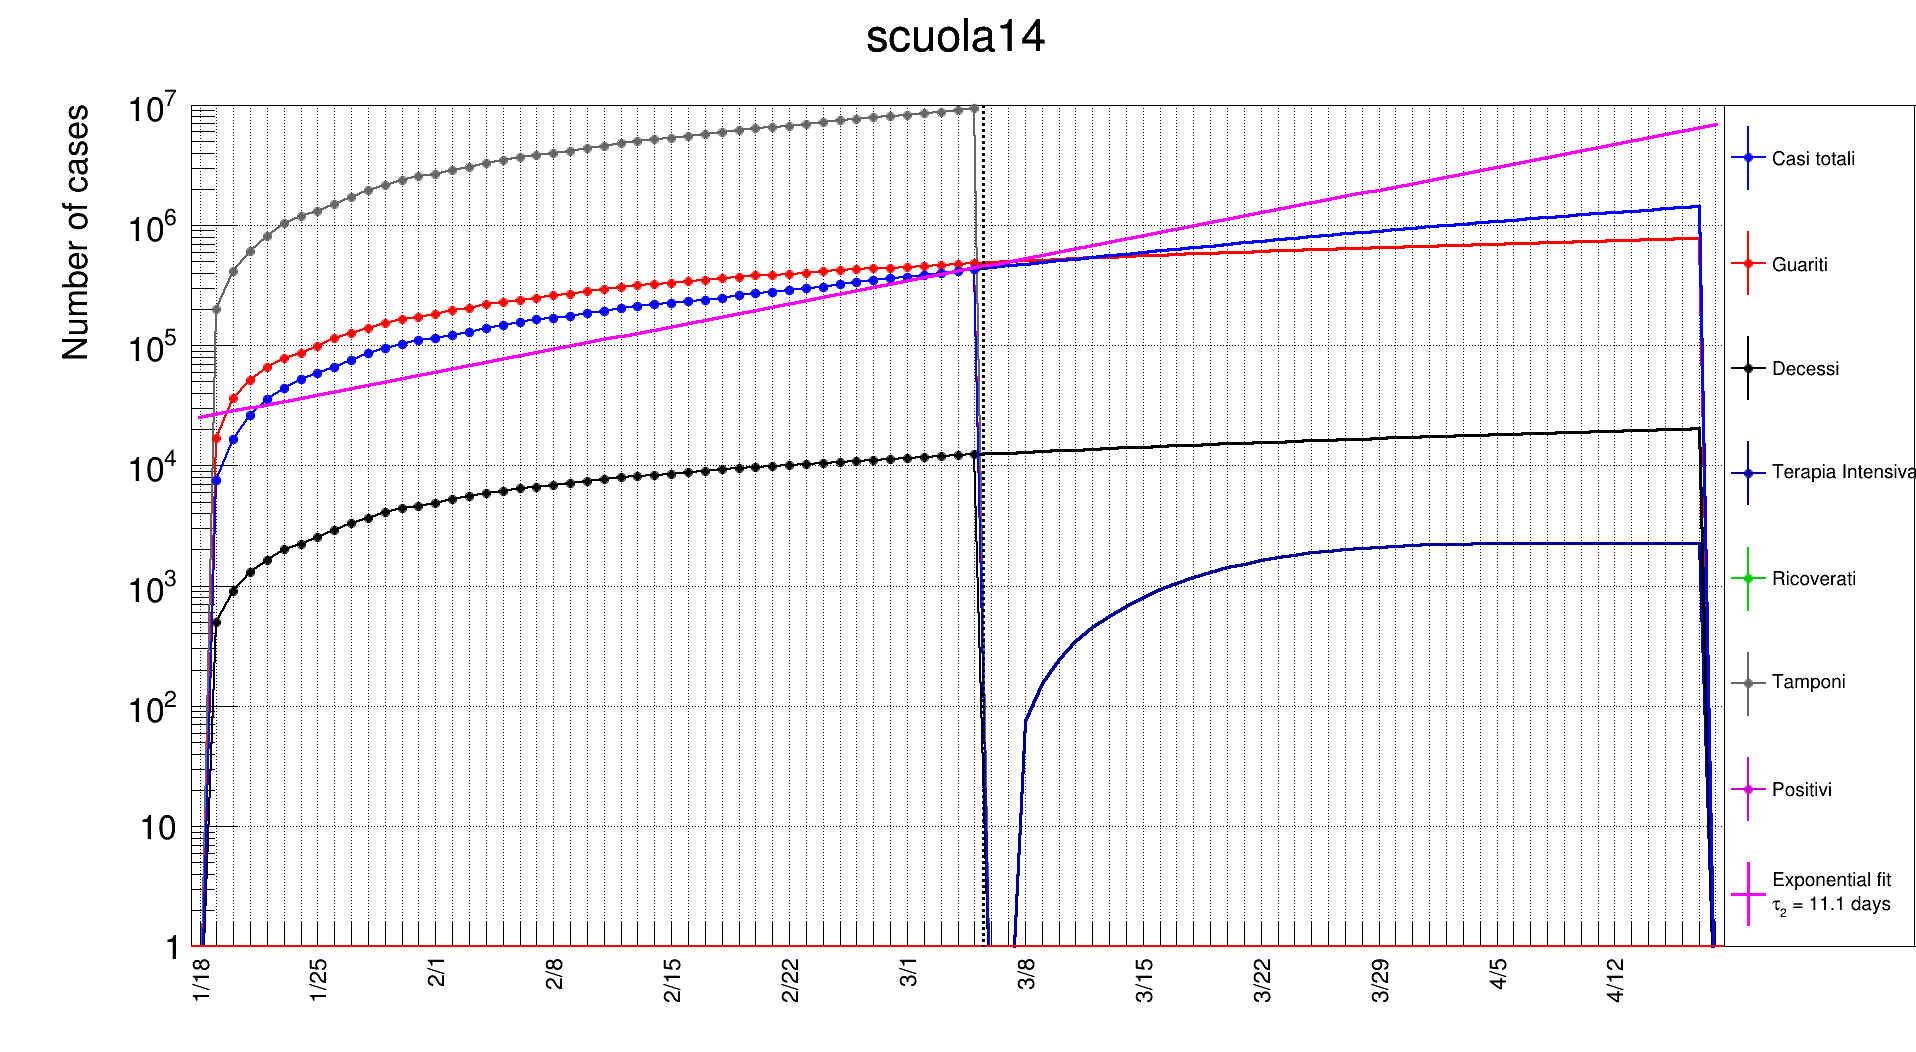 scuola14
Number of cases
10^7
10^6
10^5
10^4
10^3
10^2
10
1
1/18
1/25
2/1
2/8
2/15
2/22
3/1
3/8
3/15
3/22
3/29
4/5
4/12
Casi totali
Guariti
Decessi
Terapia Intensiva
Ricoverati
Tamponi
Positivi
Exponential fit
τ₂ = 11.1 days